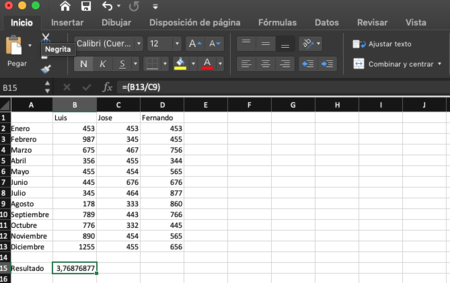 Inicio Insertar Dibujar Disposición de página Fórmulas Datos Revisar Vista
Pegar
Negrita
Calibri (Cuer... 12 A A
N K S
Ajustar texto
Combinar y centrar
B15 fx =(B13/C9)
A B C D E F G H I J
1 Luis Jose Fernando
2 Enero 453 453 453
3 Febrero 987 345 455
4 Marzo 675 467 756
5 Abril 356 455 344
6 Mayo 455 454 565
7 Junio 445 676 676
8 Julio 345 464 877
9 Agosto 178 333 860
10 Septiembre 789 443 766
11 Octubre 776 332 445
12 Noviembre 890 454 565
13 Diciembre 1255 455 656
14
15 Resultado 3,76876877
16